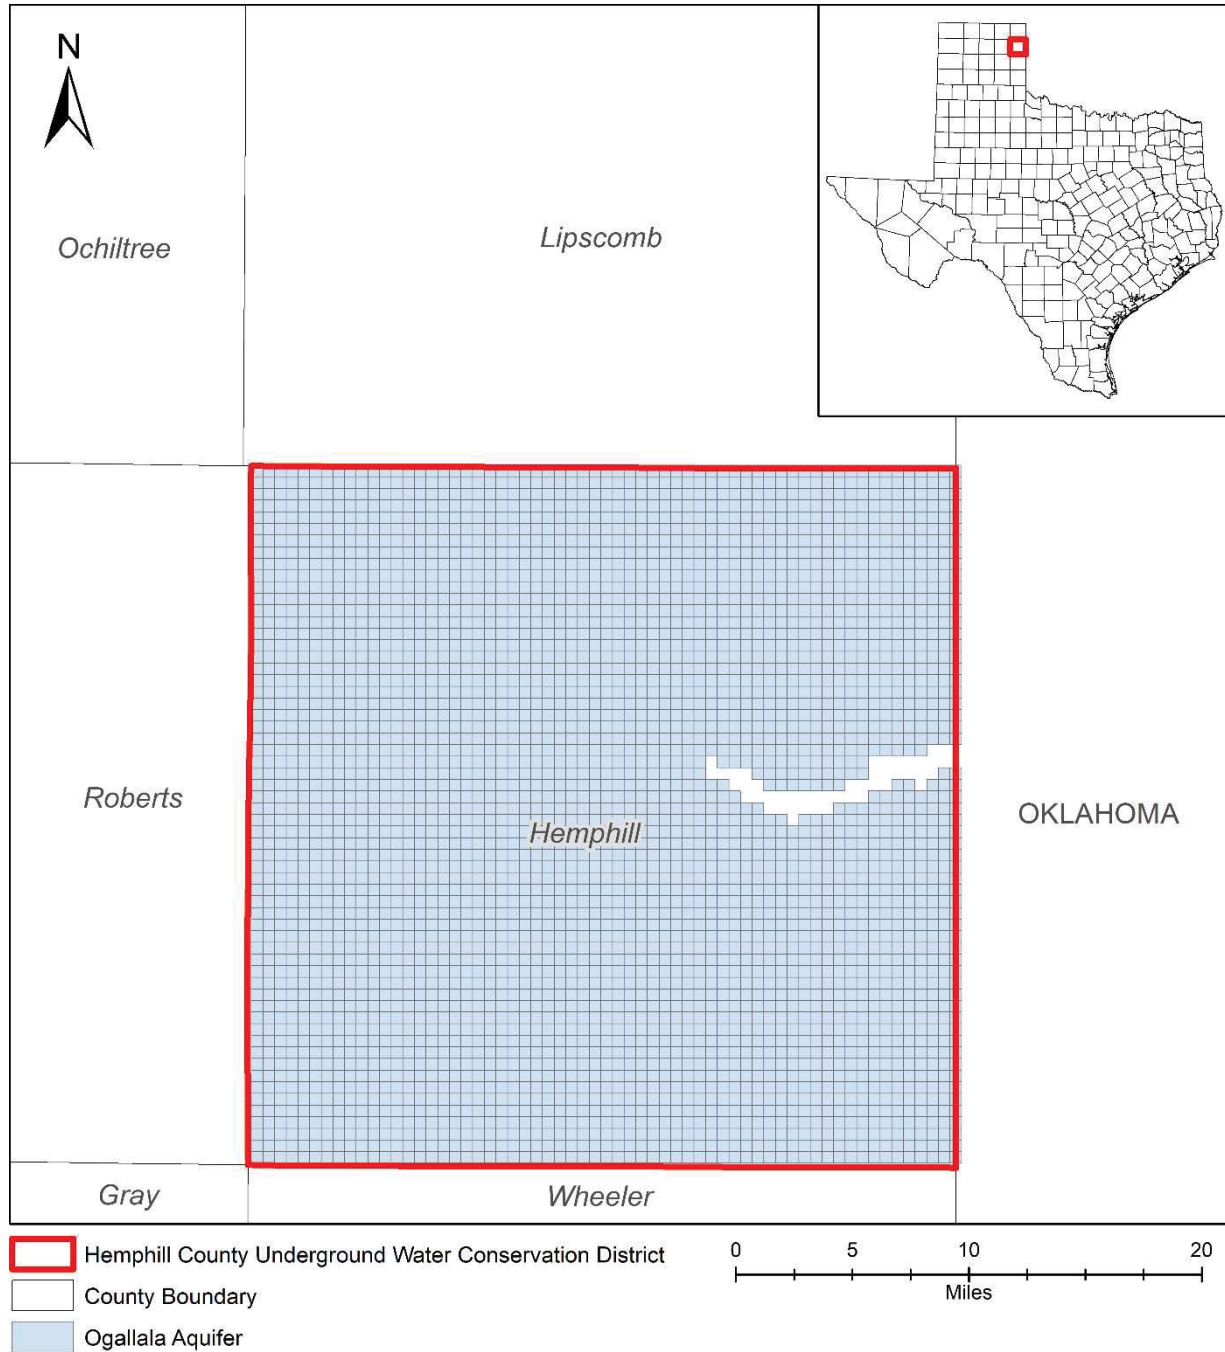 N
Ochiltree
Lipscomb
Roberts
Hemphill
OKLAHOMA
Gray
Wheeler
Hemphill County Underground Water Conservation District
County Boundary
Ogallala Aquifer
0 5 10 20
Miles